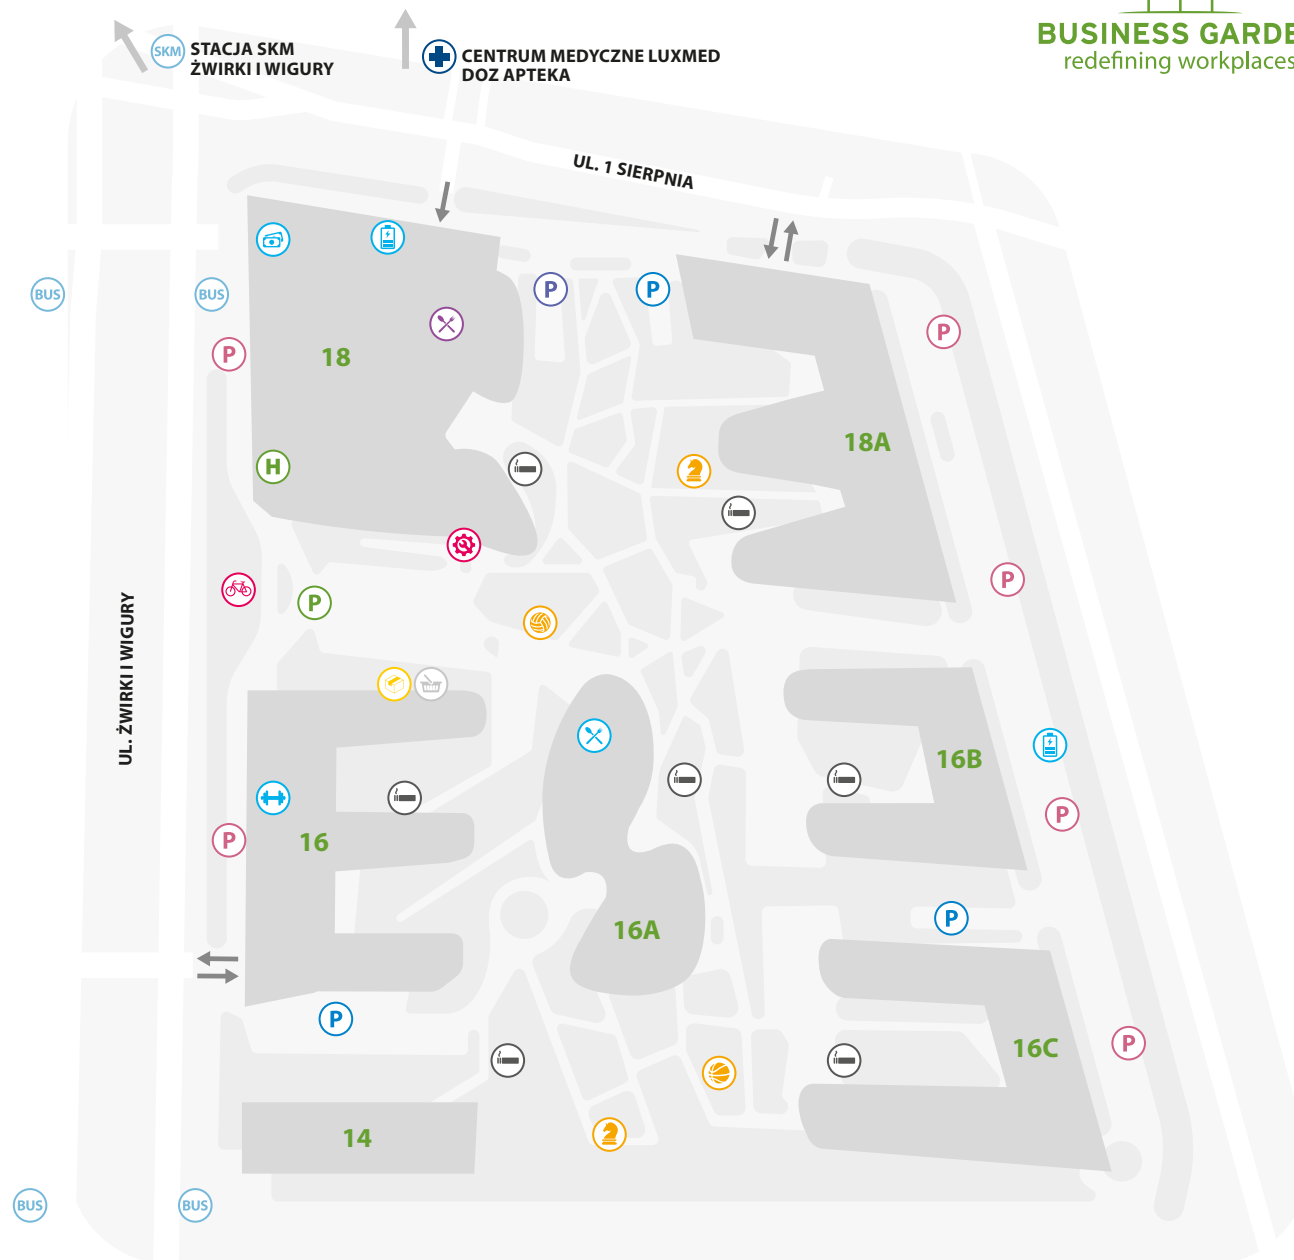 BUSINESS GARDE
redefining workplaces
SKM
STACJA SKM
ŻWIRKI I WIGURY
CENTRUM MEDYCZNE LUXMED
DOZ APTEKA
UL. 1 SIERPNIA
BUS
BUS
P
P
P
P
18
18A
H
P
P
UL. ŻWIRKI I WIGURY
16B
P
P
16
16A
P
P
16C
P
14
BUS
BUS